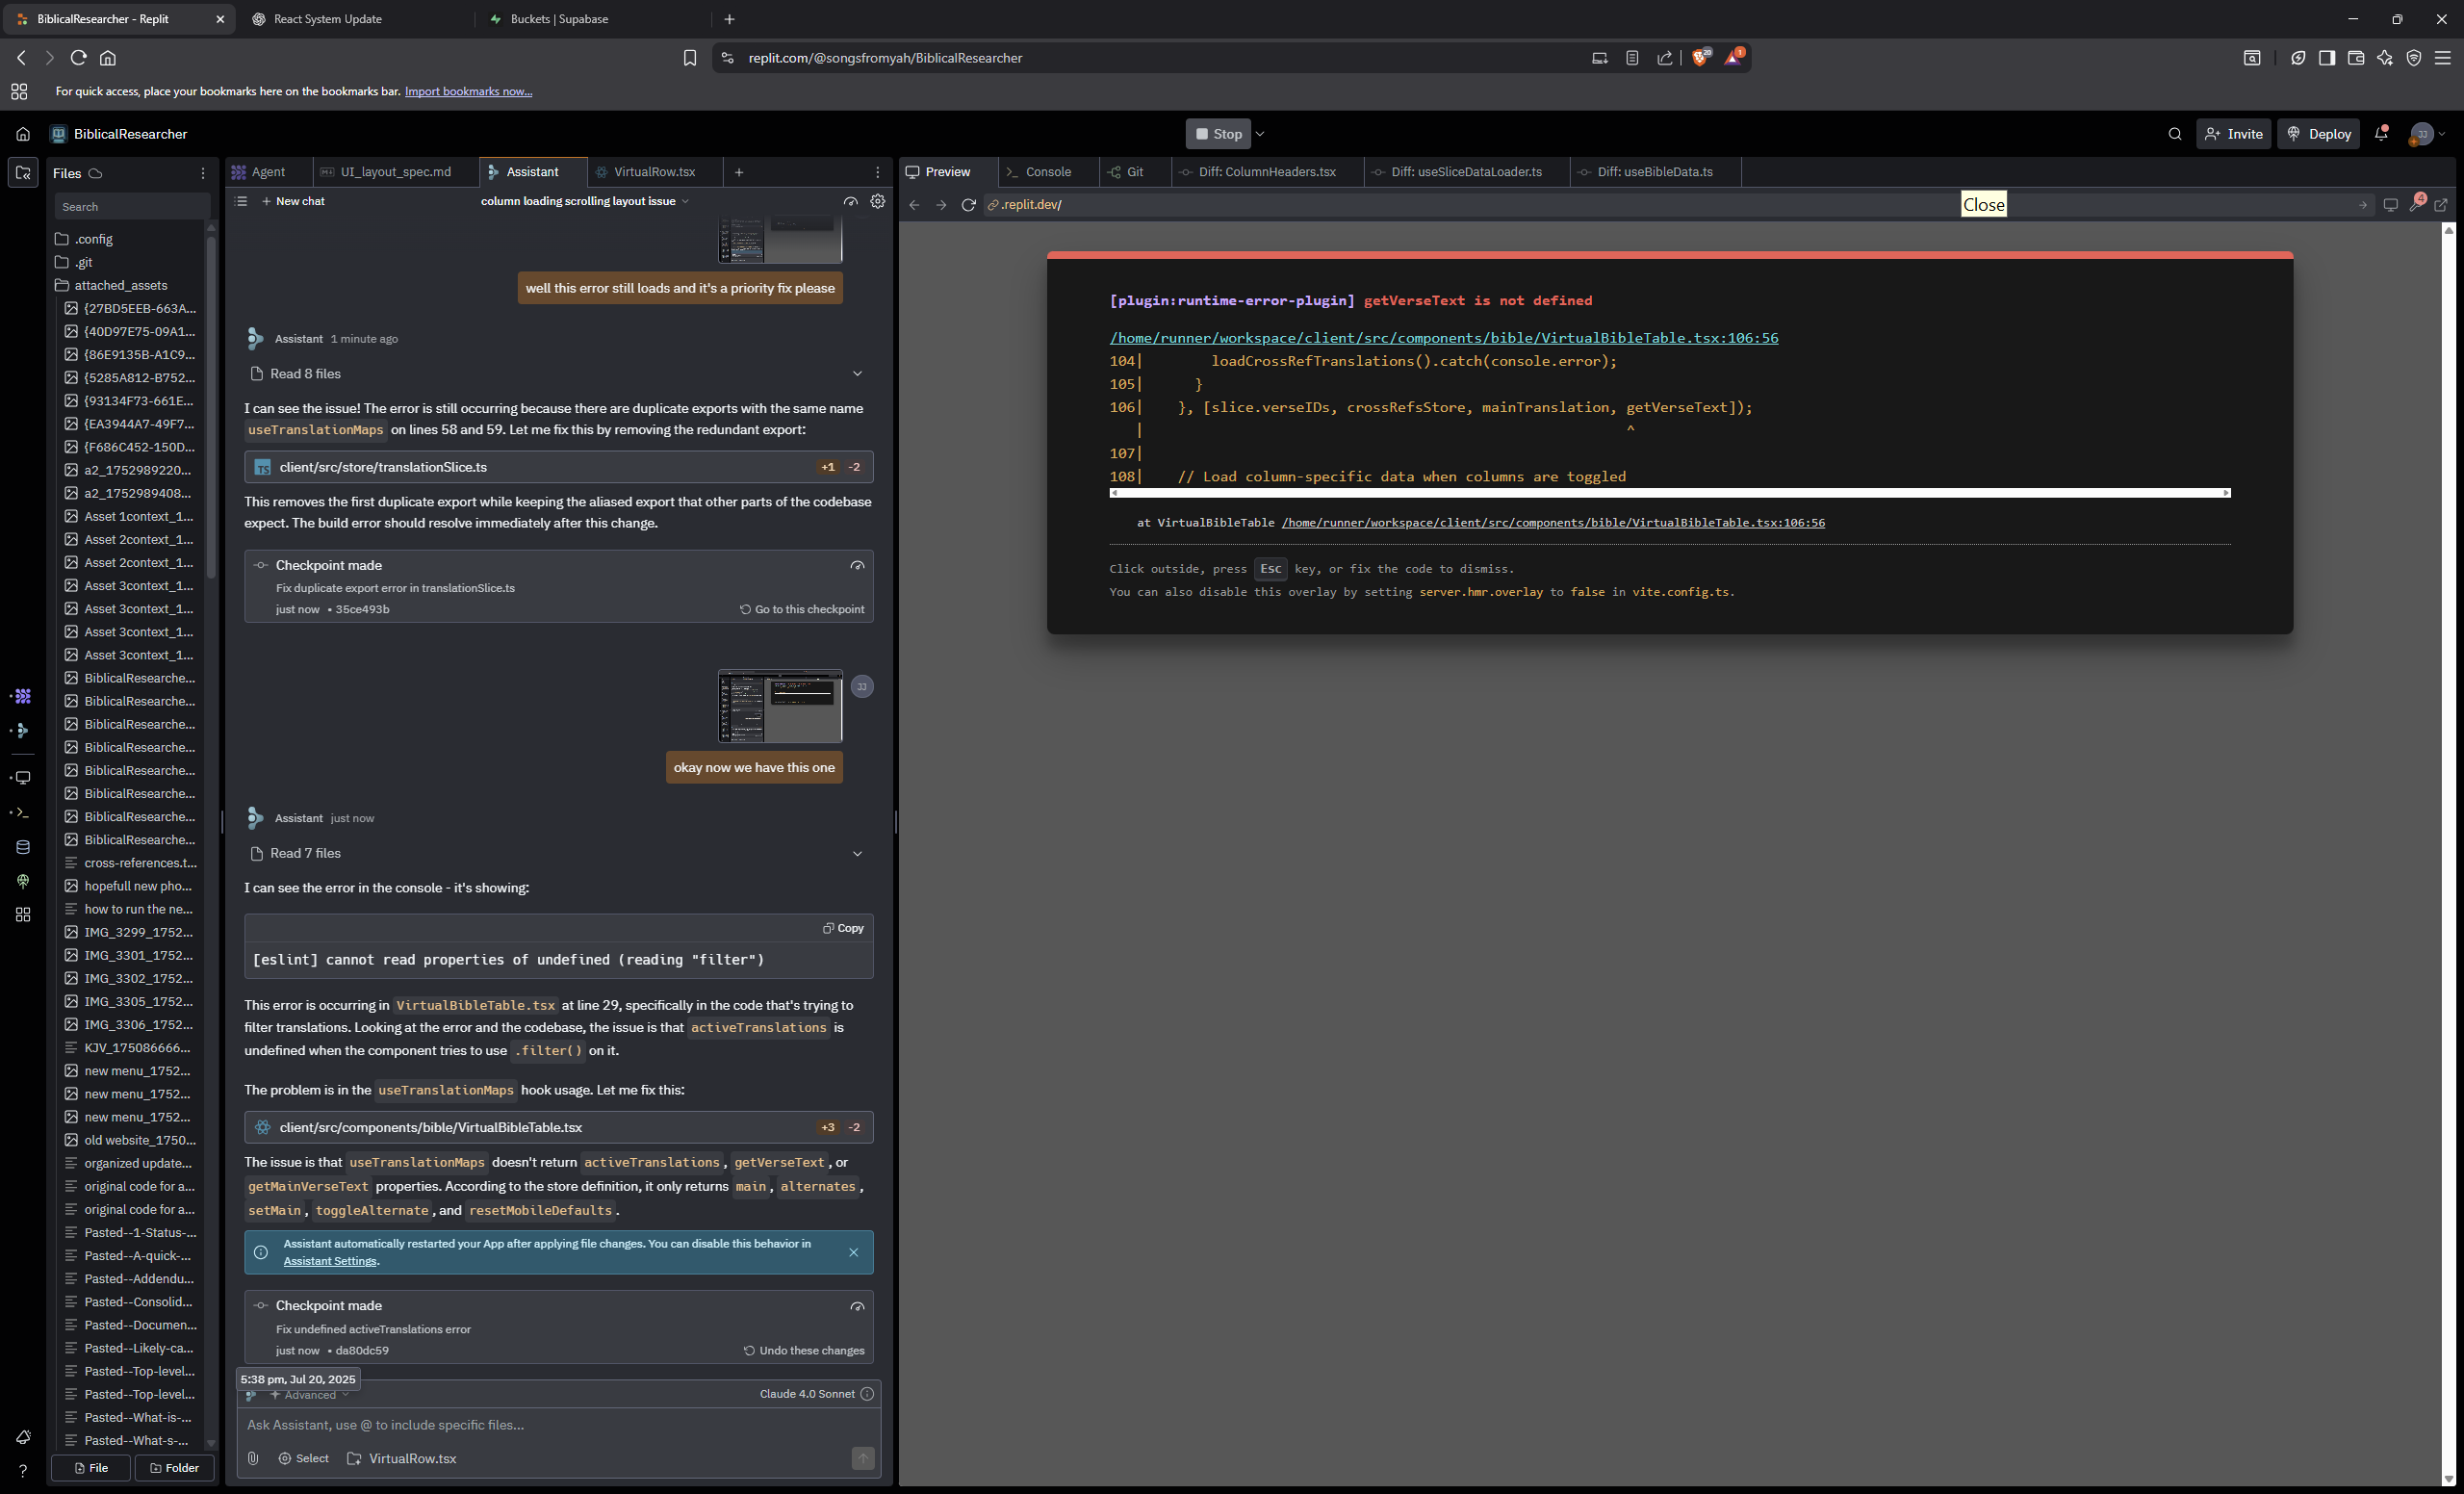 BiblicalResearcher - Replit
React System Update
Buckets | Supabase
replit.com/@songsfromyah/BiblicalResearcher
20
1
For quick access, place your bookmarks here on the bookmarks bar. Import bookmarks now...
BiblicalResearcher
Stop
Invite
Deploy
JJ
Files
Search
.config
.git
attached_assets
{27BD5EEB-663A...
{40D97E75-09A1...
{86E9135B-A1C9...
{5285A812-B752...
{93134F73-661E...
{EA3944A7-49F7...
{F686C452-150D...
a2_1752989220...
a2_1752989408...
Asset 1context_1...
Asset 2context_1...
Asset 2context_1...
Asset 3context_1...
Asset 3context_1...
Asset 3context_1...
Asset 3context_1...
BiblicalResearche...
BiblicalResearche...
BiblicalResearche...
BiblicalResearche...
BiblicalResearche...
BiblicalResearche...
BiblicalResearche...
BiblicalResearche...
cross-references.t...
hopefull new pho...
how to run the ne...
IMG_3299_1752...
IMG_3301_1752...
IMG_3302_1752...
IMG_3305_1752...
IMG_3306_1752...
KJV_175086666...
new menu_1752...
new menu_1752...
new menu_1752...
old website_1750...
organized update...
original code for a...
original code for a...
Pasted--1-Status-...
Pasted--A-quick-...
Pasted--Addendu...
Pasted--Consolid...
Pasted--Documen...
Pasted--Likely-ca...
Pasted--Top-level...
Pasted--Top-level...
Pasted--What-is-...
Pasted--What-s-...
File
Folder
Agent
UI_layout_spec.md
Assistant
VirtualRow.tsx
New chat
column loading scrolling layout issue
well this error still loads and it's a priority fix please
Assistant 1 minute ago
Read 8 files
I can see the issue! The error is still occurring because there are duplicate exports with the same name
useTranslationMaps on lines 58 and 59. Let me fix this by removing the redundant export:
TS client/src/store/translationSlice.ts +1 -2
This removes the first duplicate export while keeping the aliased export that other parts of the codebase
expect. The build error should resolve immediately after this change.
Checkpoint made
Fix duplicate export error in translationSlice.ts
just now • 35ce493b
Go to this checkpoint
JJ
okay now we have this one
Assistant just now
Read 7 files
I can see the error in the console - it's showing:
Copy
[eslint] cannot read properties of undefined (reading "filter")
This error is occurring in VirtualBibleTable.tsx at line 29, specifically in the code that's trying to
filter translations. Looking at the error and the codebase, the issue is that activeTranslations is
undefined when the component tries to use .filter() on it.
The problem is in the useTranslationMaps hook usage. Let me fix this:
client/src/components/bible/VirtualBibleTable.tsx +3 -2
The issue is that useTranslationMaps doesn't return activeTranslations, getVerseText, or
getMainVerseText properties. According to the store definition, it only returns main, alternates,
setMain, toggleAlternate, and resetMobileDefaults.
Assistant automatically restarted your App after applying file changes. You can disable this behavior in
Assistant Settings.
Checkpoint made
Fix undefined activeTranslations error
just now • da80dc59
Undo these changes
5:38 pm, Jul 20, 2025
Advanced
Claude 4.0 Sonnet
Ask Assistant, use @ to include specific files...
Select
VirtualRow.tsx
Preview
Console
Git
Diff: ColumnHeaders.tsx
Diff: useSliceDataLoader.ts
Diff: useBibleData.ts
.replit.dev/
Close
4
[plugin:runtime-error-plugin] getVerseText is not defined
/home/runner/workspace/client/src/components/bible/VirtualBibleTable.tsx:106:56
104| loadCrossRefTranslations().catch(console.error);
105| }
106| }, [slice.verseIDs, crossRefsStore, mainTranslation, getVerseText]);
| ^
107|
108| // Load column-specific data when columns are toggled
at VirtualBibleTable /home/runner/workspace/client/src/components/bible/VirtualBibleTable.tsx:106:56
Click outside, press Esc key, or fix the code to dismiss.
You can also disable this overlay by setting server.hmr.overlay to false in vite.config.ts.